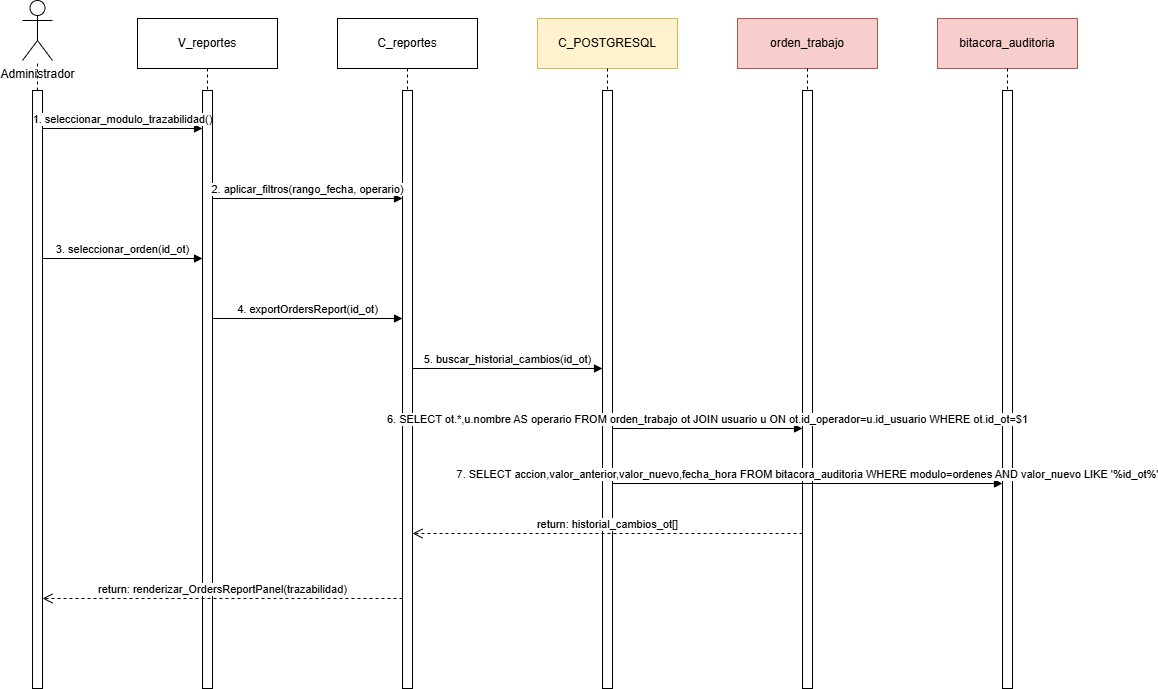 V_reportes
C_reportes
C_POSTGRESQL
orden_trabajo
bitacora_auditoria
Administrador
1. seleccionar_modulo_trazabilidad()
2. aplicar_filtros(rango_fecha, operario)
3. seleccionar_orden(id_ot)
4. exportOrdersReport(id_ot)
5. buscar_historial_cambios(id_ot)
6. SELECT ot.*,u.nombre AS operario FROM orden_trabajo ot JOIN usuario u ON ot.id_operador=u.id_usuario WHERE ot.id_ot=$1
7. SELECT accion,valor_anterior,valor_nuevo,fecha_hora FROM bitacora_auditoria WHERE modulo=ordenes AND valor_nuevo LIKE '%id_ot%'
return: historial_cambios_ot[]
return: renderizar_OrdersReportPanel(trazabilidad)